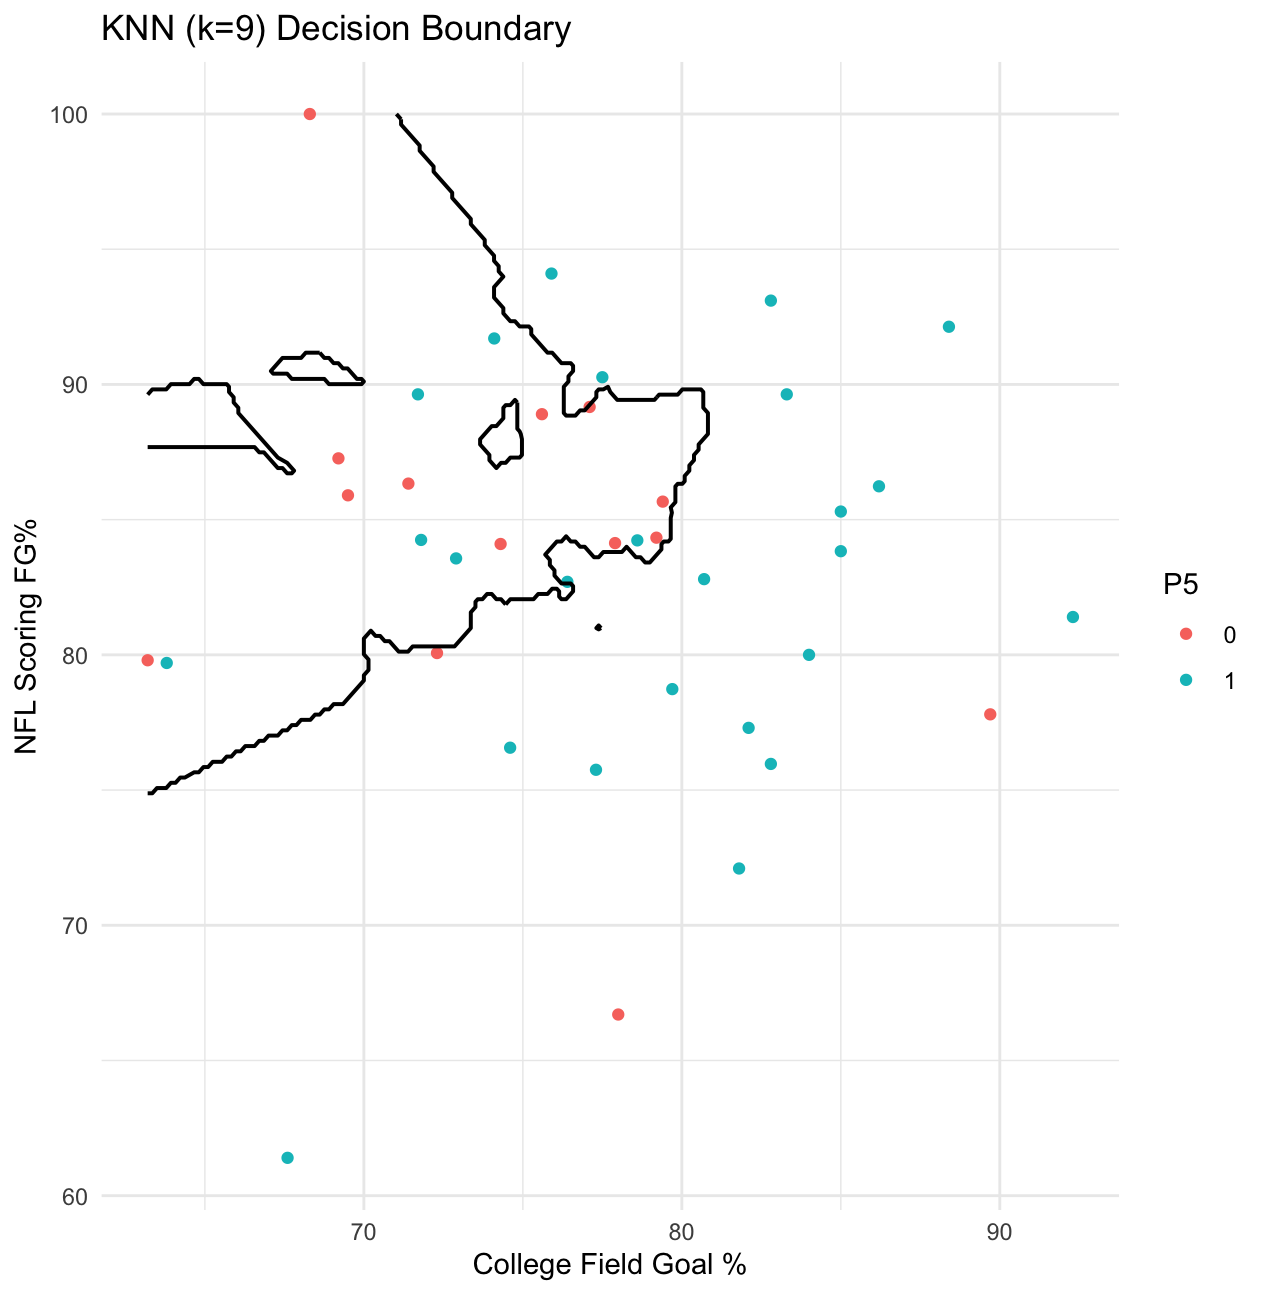 KNN (k=9) Decision Boundary
100
90
80
70
60
NFL Scoring FG%
70 80 90
College Field Goal %
P5
0
1